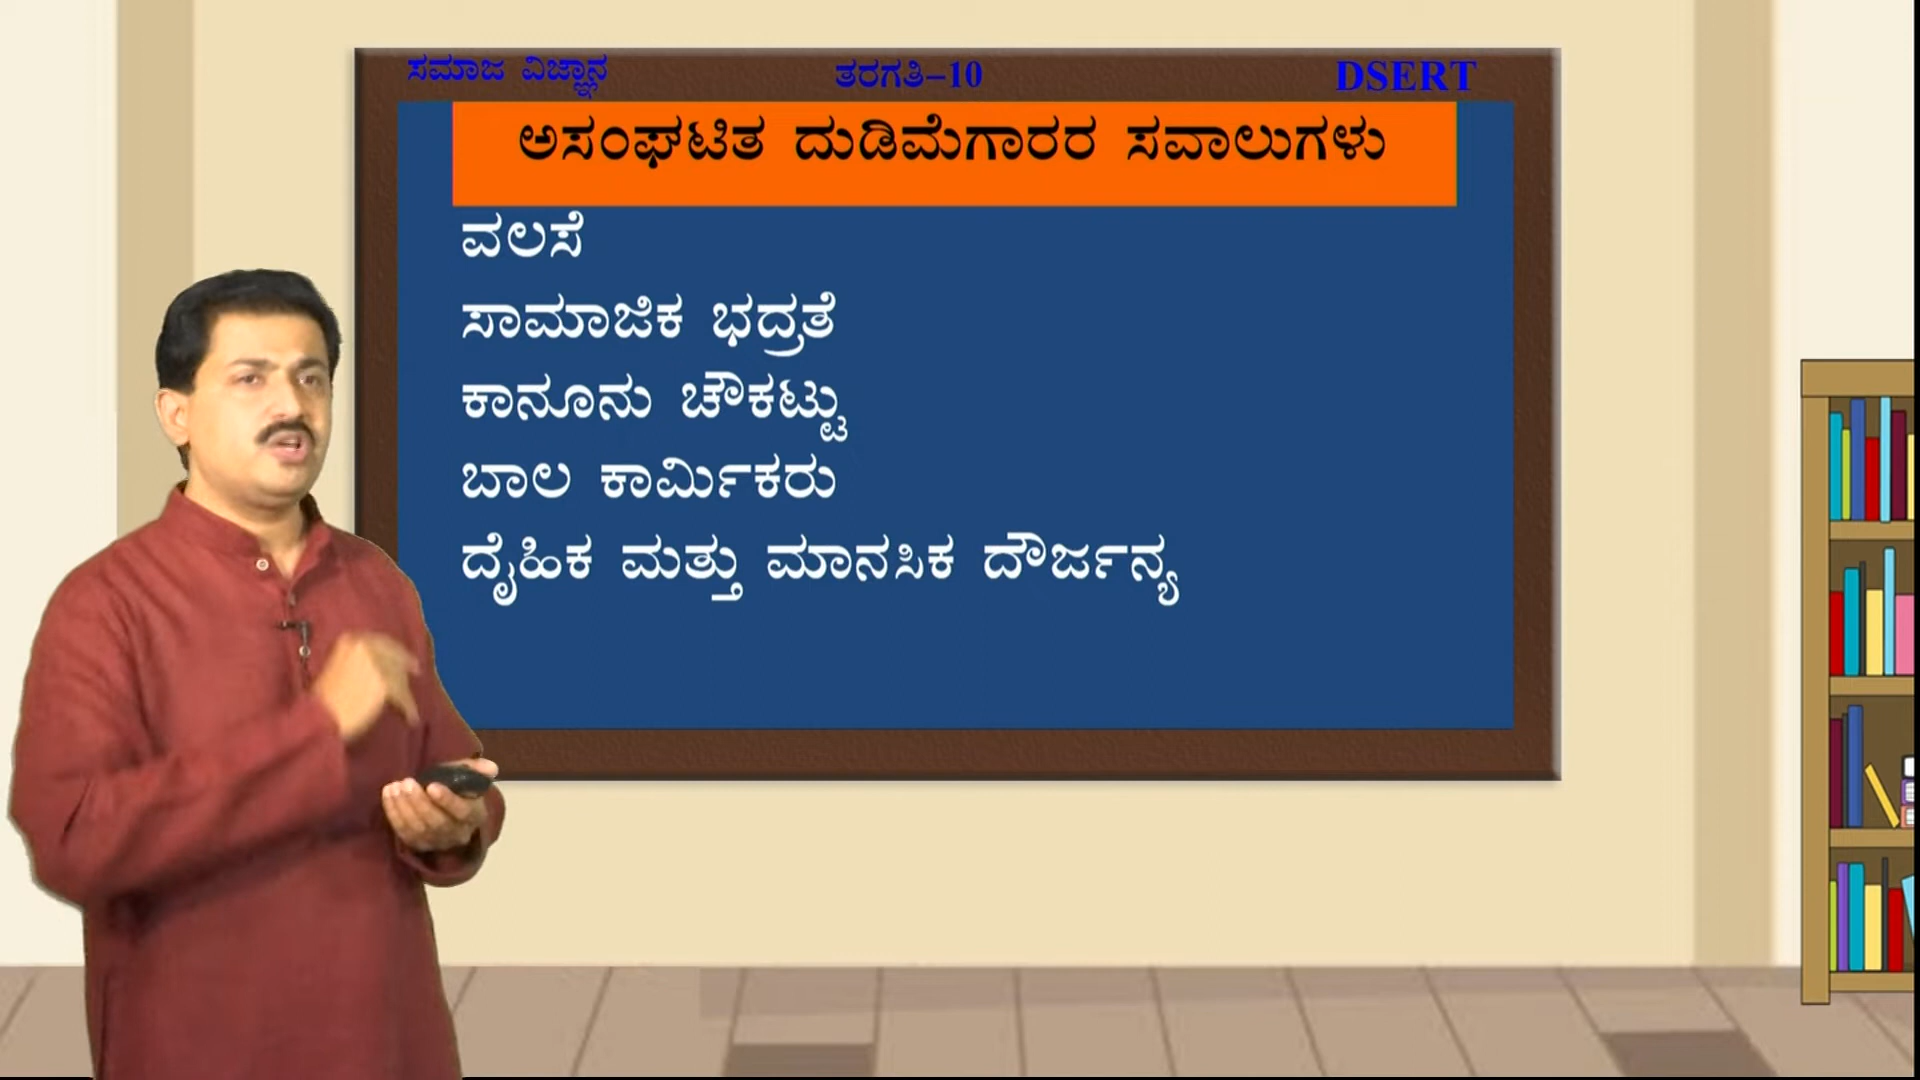 ಸಮಾಜ ವಿಜ್ಞಾನ ತರಗತಿ-10 DSERT
ಅಸಂಘಟಿತ ದುಡಿಮೆಗಾರರ ಸವಾಲುಗಳು
ವಲಸೆ
ಸಾಮಾಜಿಕ ಭದ್ರತೆ
ಕಾನೂನು ಚೌಕಟ್ಟು
ಬಾಲ ಕಾರ್ಮಿಕರು
ದೈಹಿಕ ಮತ್ತು ಮಾನಸಿಕ ದೌರ್ಜನ್ಯ